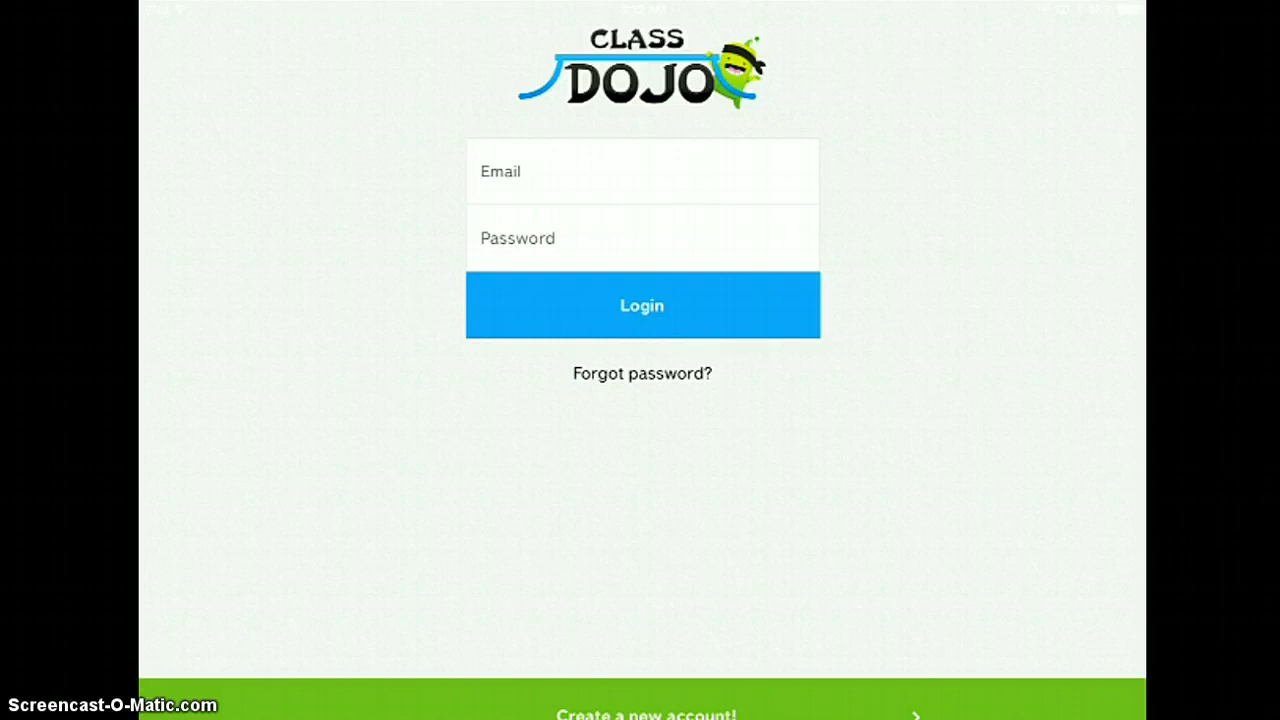 CLASS
DOJO
Email
Password
Login
Forgot password?
Create a new account!
Screencast-O-Matic.com